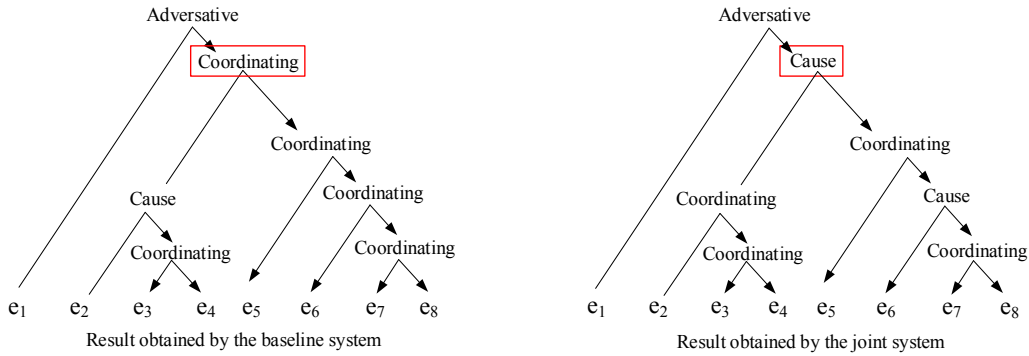 Adversative
Coordinating
Coordinating
Coordinating
Cause
Coordinating
Coordinating
e1 e2 e3 e4 e5 e6 e7 e8
Result obtained by the baseline system
Adversative
Cause
Coordinating
Cause
Coordinating
Coordinating
Coordinating
e1 e2 e3 e4 e5 e6 e7 e8
Result obtained by the joint system